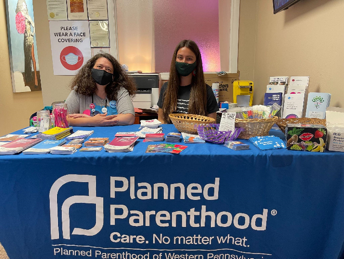 PLEASE
WEAR A FACE
COVERING
Planned
Parenthood®
Care. No matter what.
Planned Parenthood of Western Pennsylvania